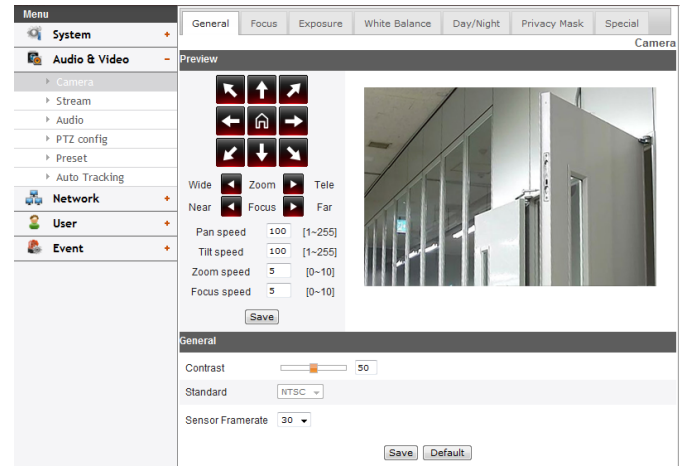 Menu
System +
Audio & Video -
Camera
Stream
Audio
PTZ config
Preset
Auto Tracking
Network +
User +
Event +
General Focus Exposure White Balance Day/Night Privacy Mask Special
Camera
Preview
Wide Zoom Tele
Near Focus Far
Pan speed 100 [1~255]
Tilt speed 100 [1~255]
Zoom speed 5 [0~10]
Focus speed 5 [0~10]
Save
General
Contrast 50
Standard NTSC
Sensor Framerate 30
Save Default